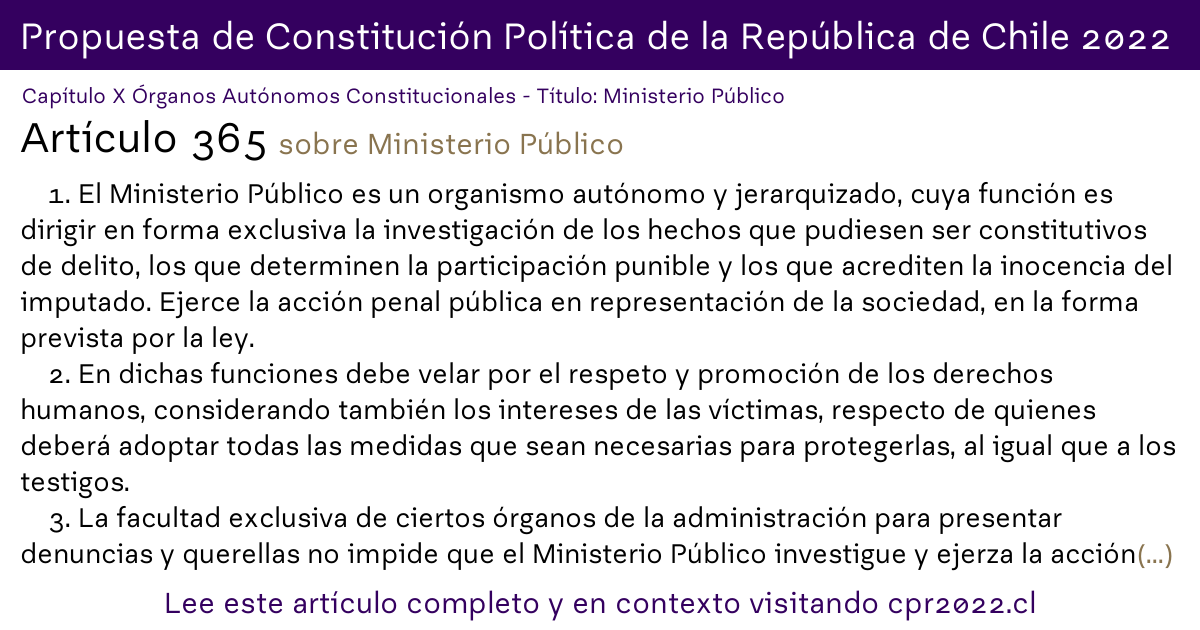 Propuesta de Constitución Política de la República de Chile 2022
Capítulo X Órganos Autónomos Constitucionales - Título: Ministerio Público
Artículo 365 sobre Ministerio Público
1. El Ministerio Público es un organismo autónomo y jerarquizado, cuya función es
dirigir en forma exclusiva la investigación de los hechos que pudiesen ser constitutivos
de delito, los que determinen la participación punible y los que acrediten la inocencia del
imputado. Ejerce la acción penal pública en representación de la sociedad, en la forma
prevista por la ley.
2. En dichas funciones debe velar por el respeto y promoción de los derechos
humanos, considerando también los intereses de las víctimas, respecto de quienes
deberá adoptar todas las medidas que sean necesarias para protegerlas, al igual que a los
testigos.
3. La facultad exclusiva de ciertos órganos de la administración para presentar
denuncias y querellas no impide que el Ministerio Público investigue y ejerza la acción(...)
Lee este artículo completo y en contexto visitando cpr2022.cl